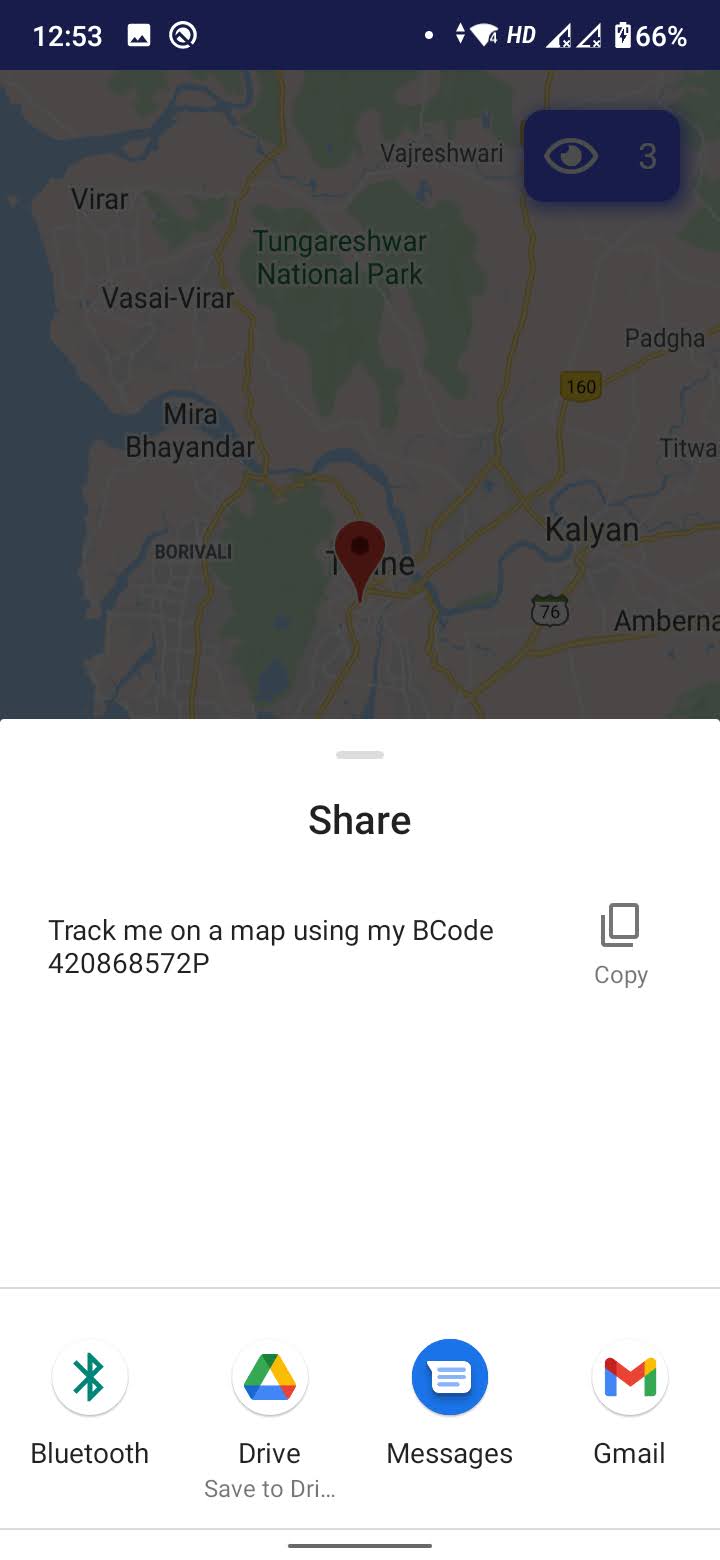 12:53
4 HD 66%
Vajreshwari
3
Virar
Tungareshwar
National Park
Vasai-Virar
Padgha
160
Mira
Bhayandar
Titwa
BORIVALI
Kalyan
76
Amberna
Share
Track me on a map using my BCode
420868572P
Copy
Bluetooth
Drive
Messages
Gmail
Save to Dri...